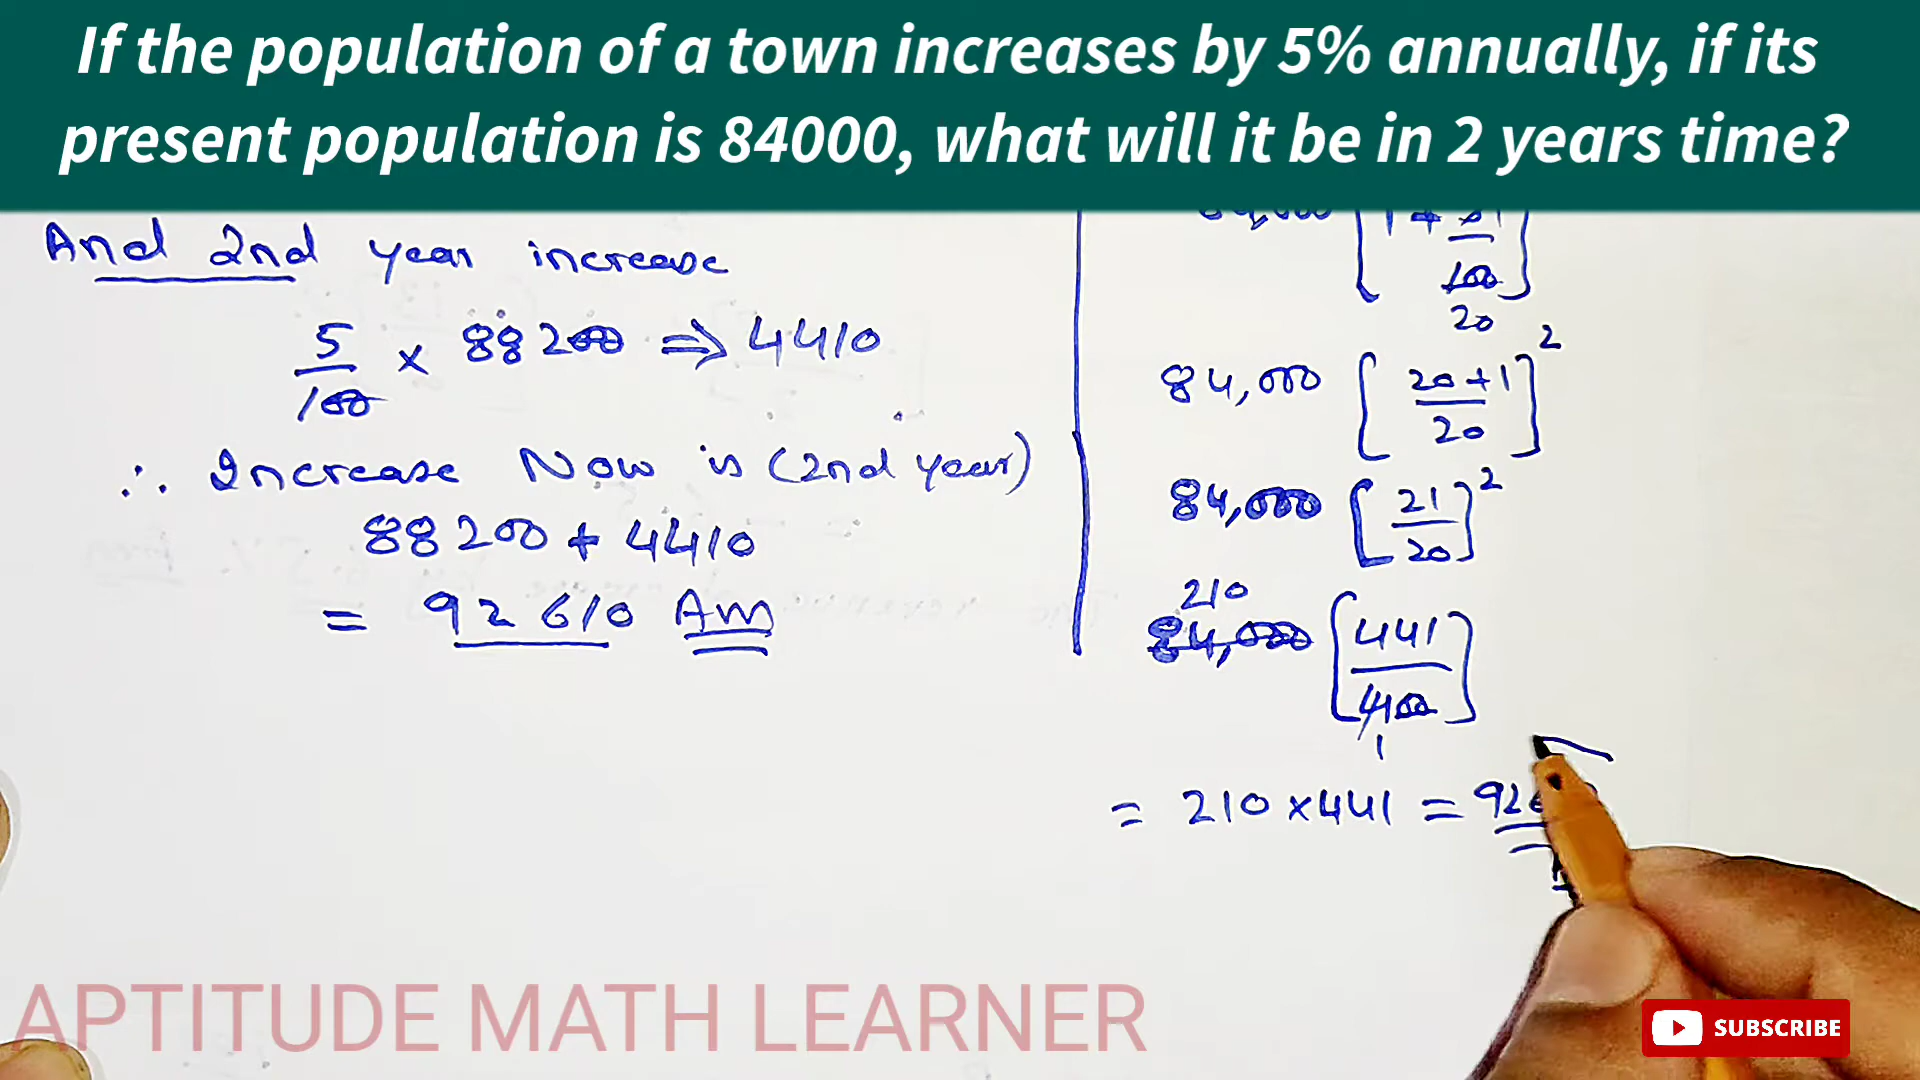 If the population of a town increases by 5% annually, if its
present population is 84000, what will it be in 2 years time?
And 2nd year increase
5/100 × 88200 ⇒ 4410
∴ Increase Now is (2nd year)
88200 + 4410
= 92610 Ans
100
20
84,000 [20+1/20]²
84,000 [21/20]²
210
84,000 [441/400]
1
= 210 × 441 = 926
APTITUDE MATH LEARNER
SUBSCRIBE